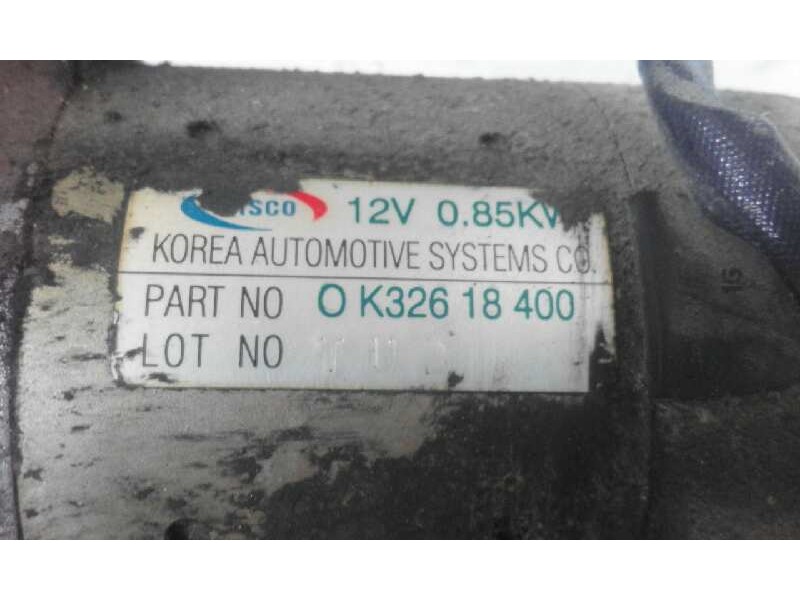 12V 0.85KW
KOREA AUTOMOTIVE SYSTEMS CO.
PART NO O K326 18 400
LOT NO